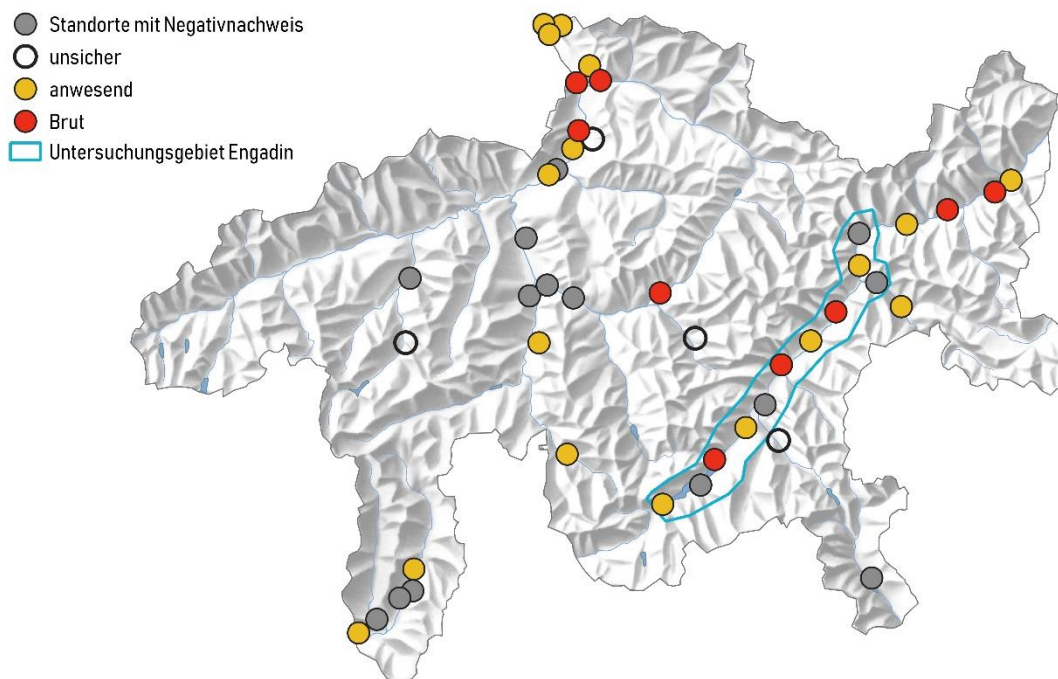 Standorte mit Negativnachweis
unsicher
anwesend
Brut
Untersuchungsgebiet Engadin